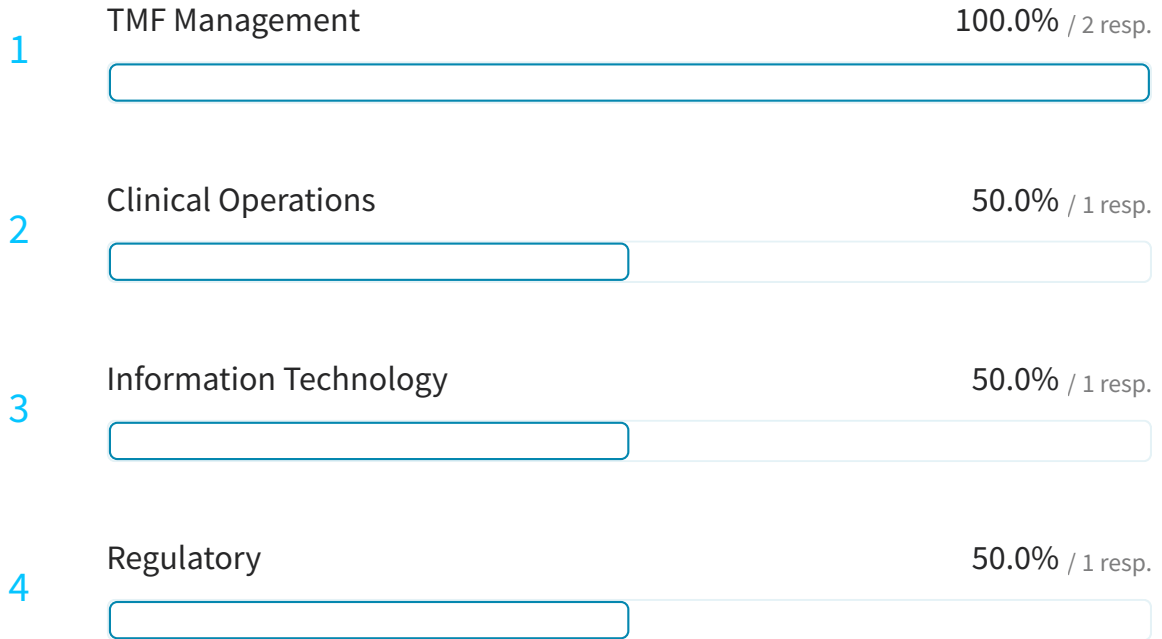 1
TMF Management 100.0% / 2 resp.
2
Clinical Operations 50.0% / 1 resp.
3
Information Technology 50.0% / 1 resp.
4
Regulatory 50.0% / 1 resp.